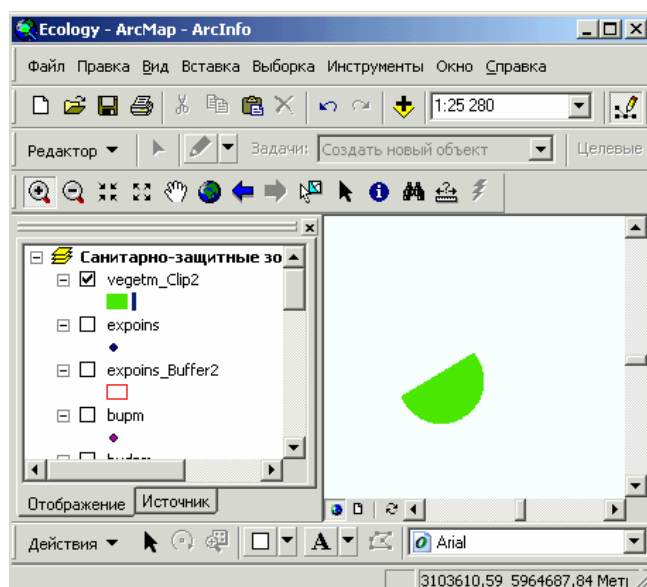 Ecology - ArcMap - ArcInfo
Файл Правка Вид Вставка Выборка Инструменты Окно Справка
1:25 280
Редактор Задачи: Создать новый объект Целевые
Санитарно-защитные зо
vegetm_Clip2
expoins
expoins_Buffer2
bupm
Отображение Источник
Действия A Arial
3103610,59 5964687,84 Метр